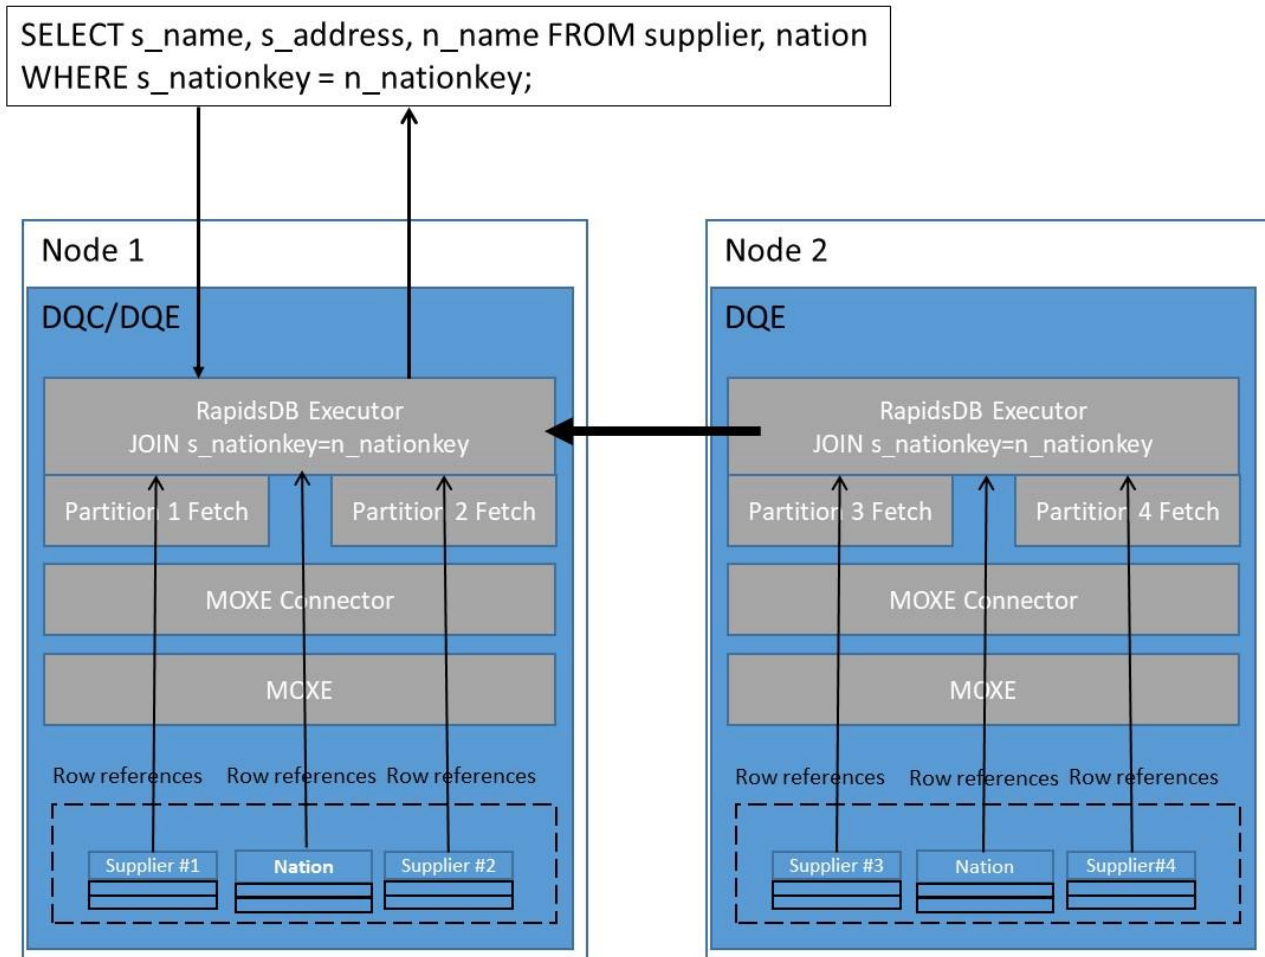 SELECT s_name, s_address, n_name FROM supplier, nation
WHERE s_nationkey = n_nationkey;
Node 1
DQC/DQE
RapidsDB Executor
JOIN s_nationkey=n_nationkey
Partition 1 Fetch
Partition 2 Fetch
MOXE Connector
MOXE
Row references
Row references
Row references
Supplier #1
Nation
Supplier #2
Node 2
DQE
RapidsDB Executor
JOIN s_nationkey=n_nationkey
Partition 3 Fetch
Partition 4 Fetch
MOXE Connector
MOXE
Row references
Row references
Row references
Supplier #3
Nation
Supplier#4